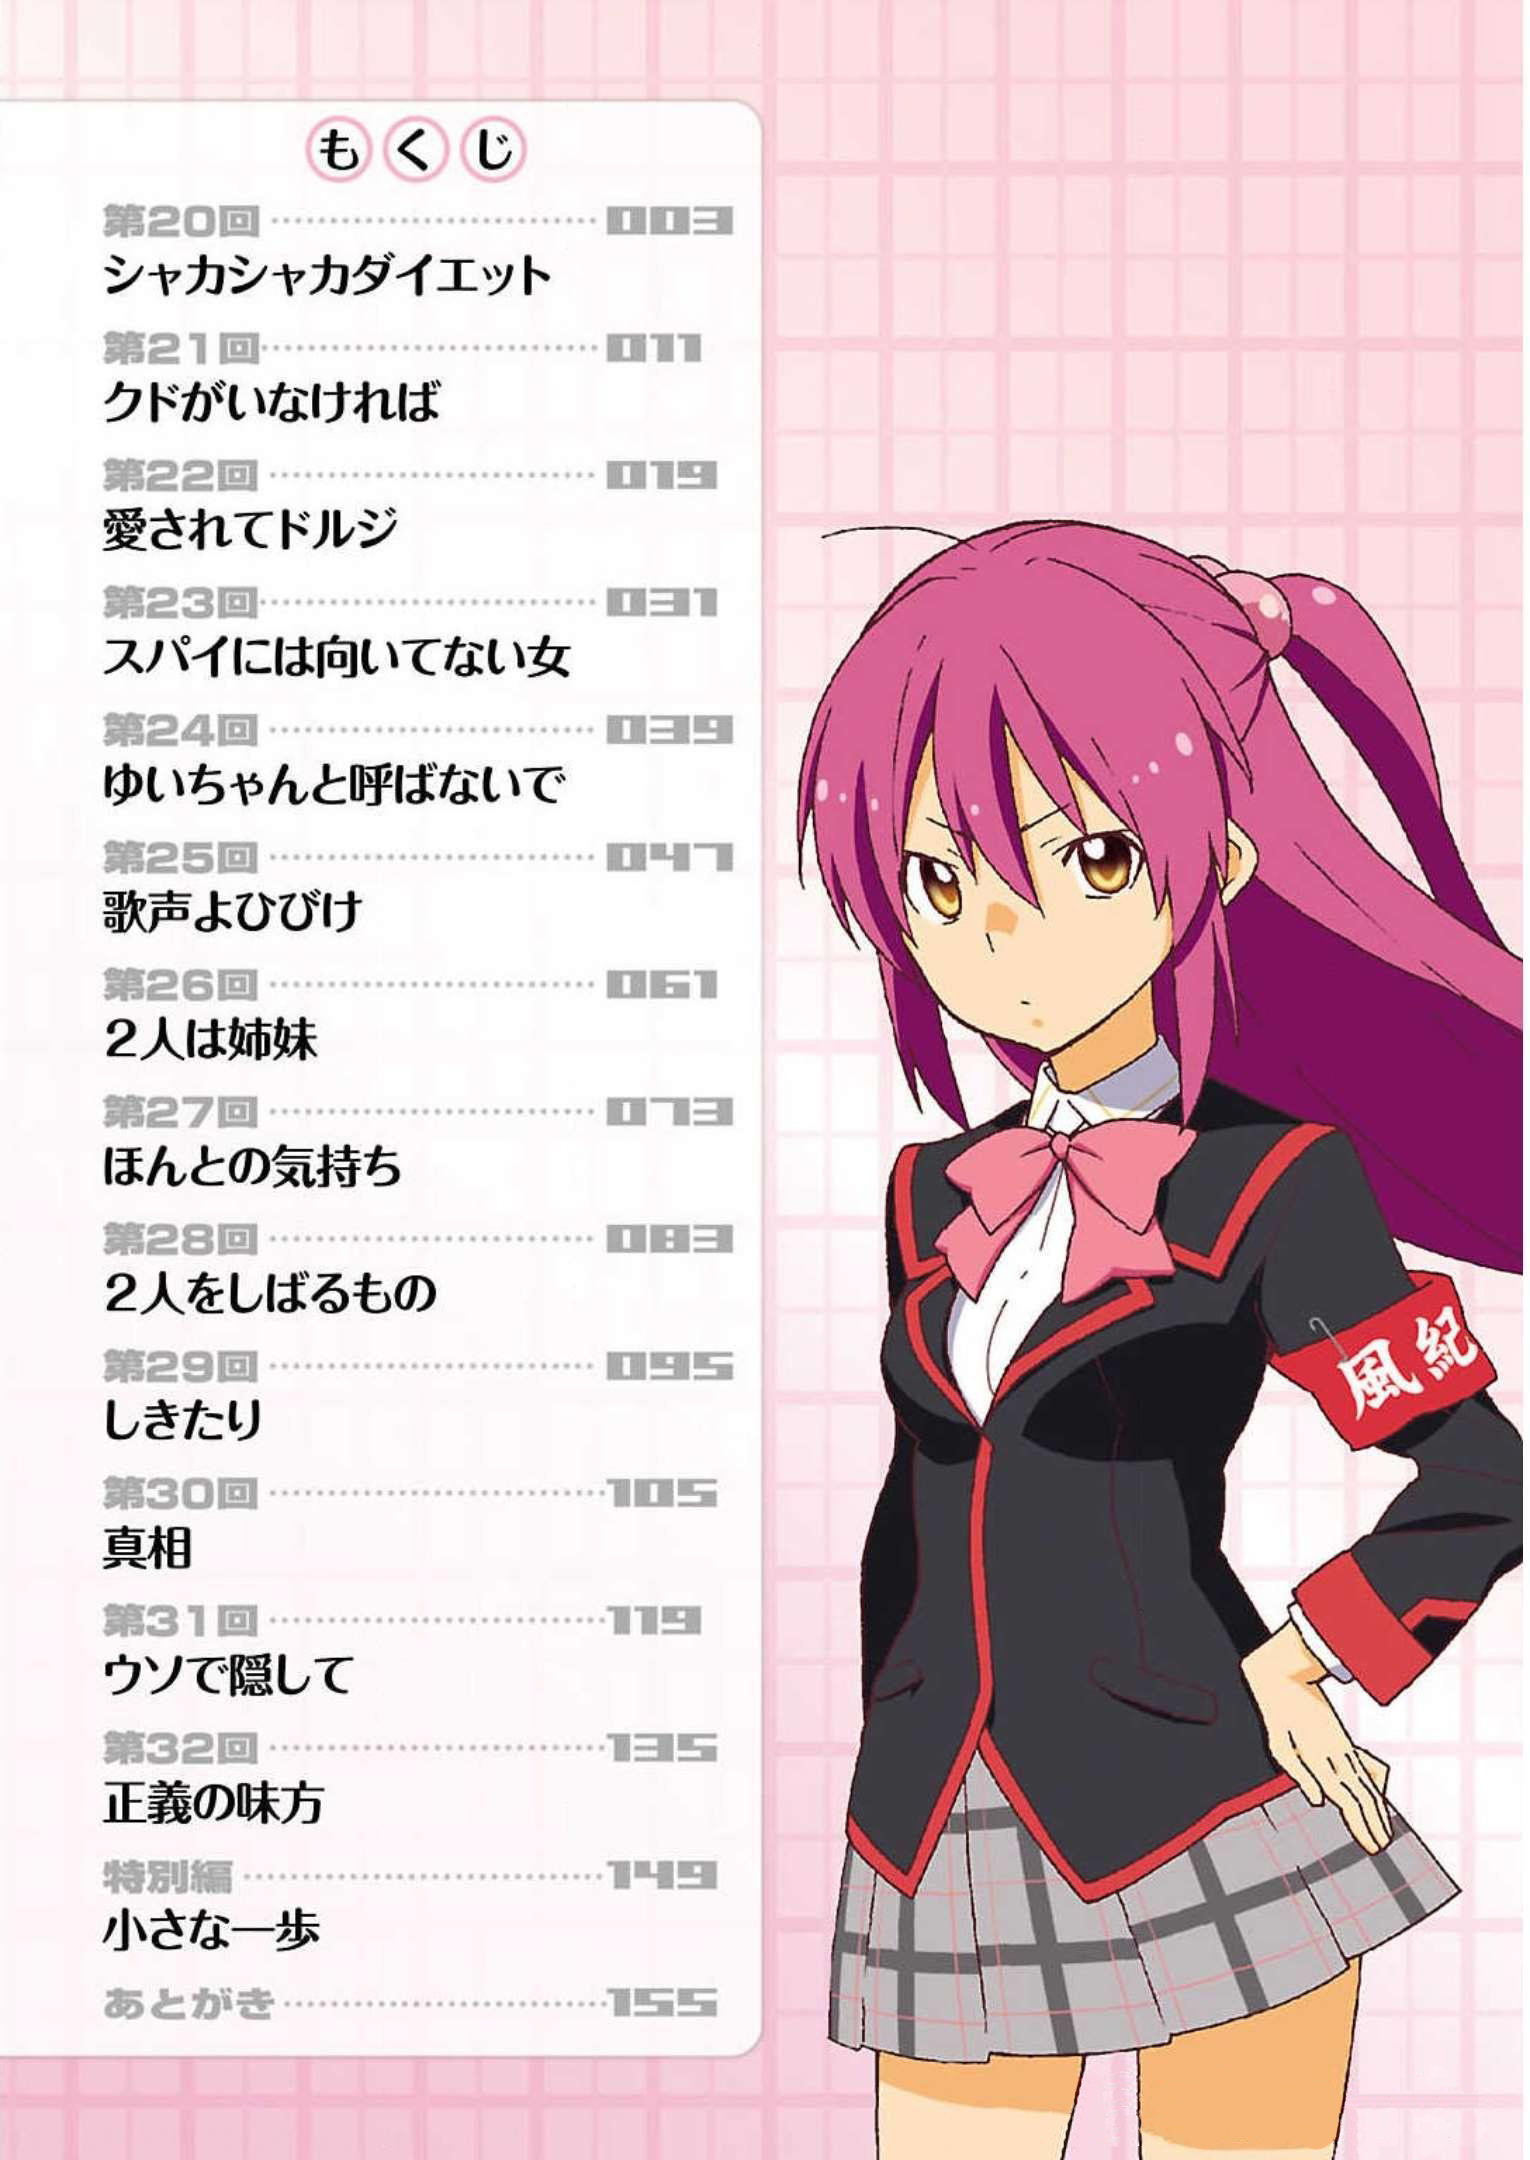 もくじ
第20回 ………………………… 003
シャカシャカダイエット
第21回 ………………………… 011
クドがいなければ
第22回 ………………………… 019
愛されてドルジ
第23回 ………………………… 031
スパイには向いてない女
第24回 ………………………… 039
ゆいちゃんと呼ばないで
第25回 ………………………… 047
歌声よひびけ
第26回 ………………………… 061
２人は姉妹
第27回 ………………………… 073
ほんとの気持ち
第28回 ………………………… 083
２人をしばるもの
第29回 ………………………… 095
しきたり
第30回 ………………………… 105
真相
第31回 ………………………… 119
ウソで隠して
第32回 ………………………… 135
正義の味方
特別編 ………………………… 149
小さな一歩
あとがき ………………………… 155
風紀